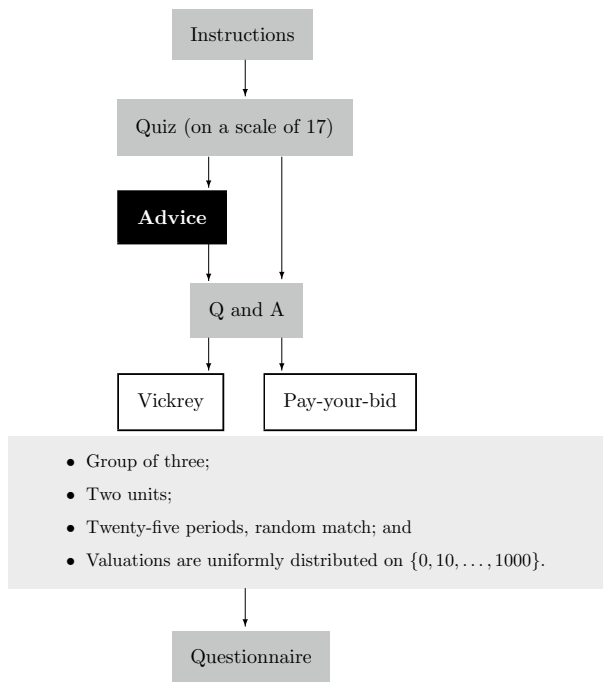 Instructions
Quiz (on a scale of 17)
Advice
Q and A
Vickrey
Pay-your-bid
• Group of three;
• Two units;
• Twenty-five periods, random match; and
• Valuations are uniformly distributed on {0, 10, . . . , 1000}.
Questionnaire